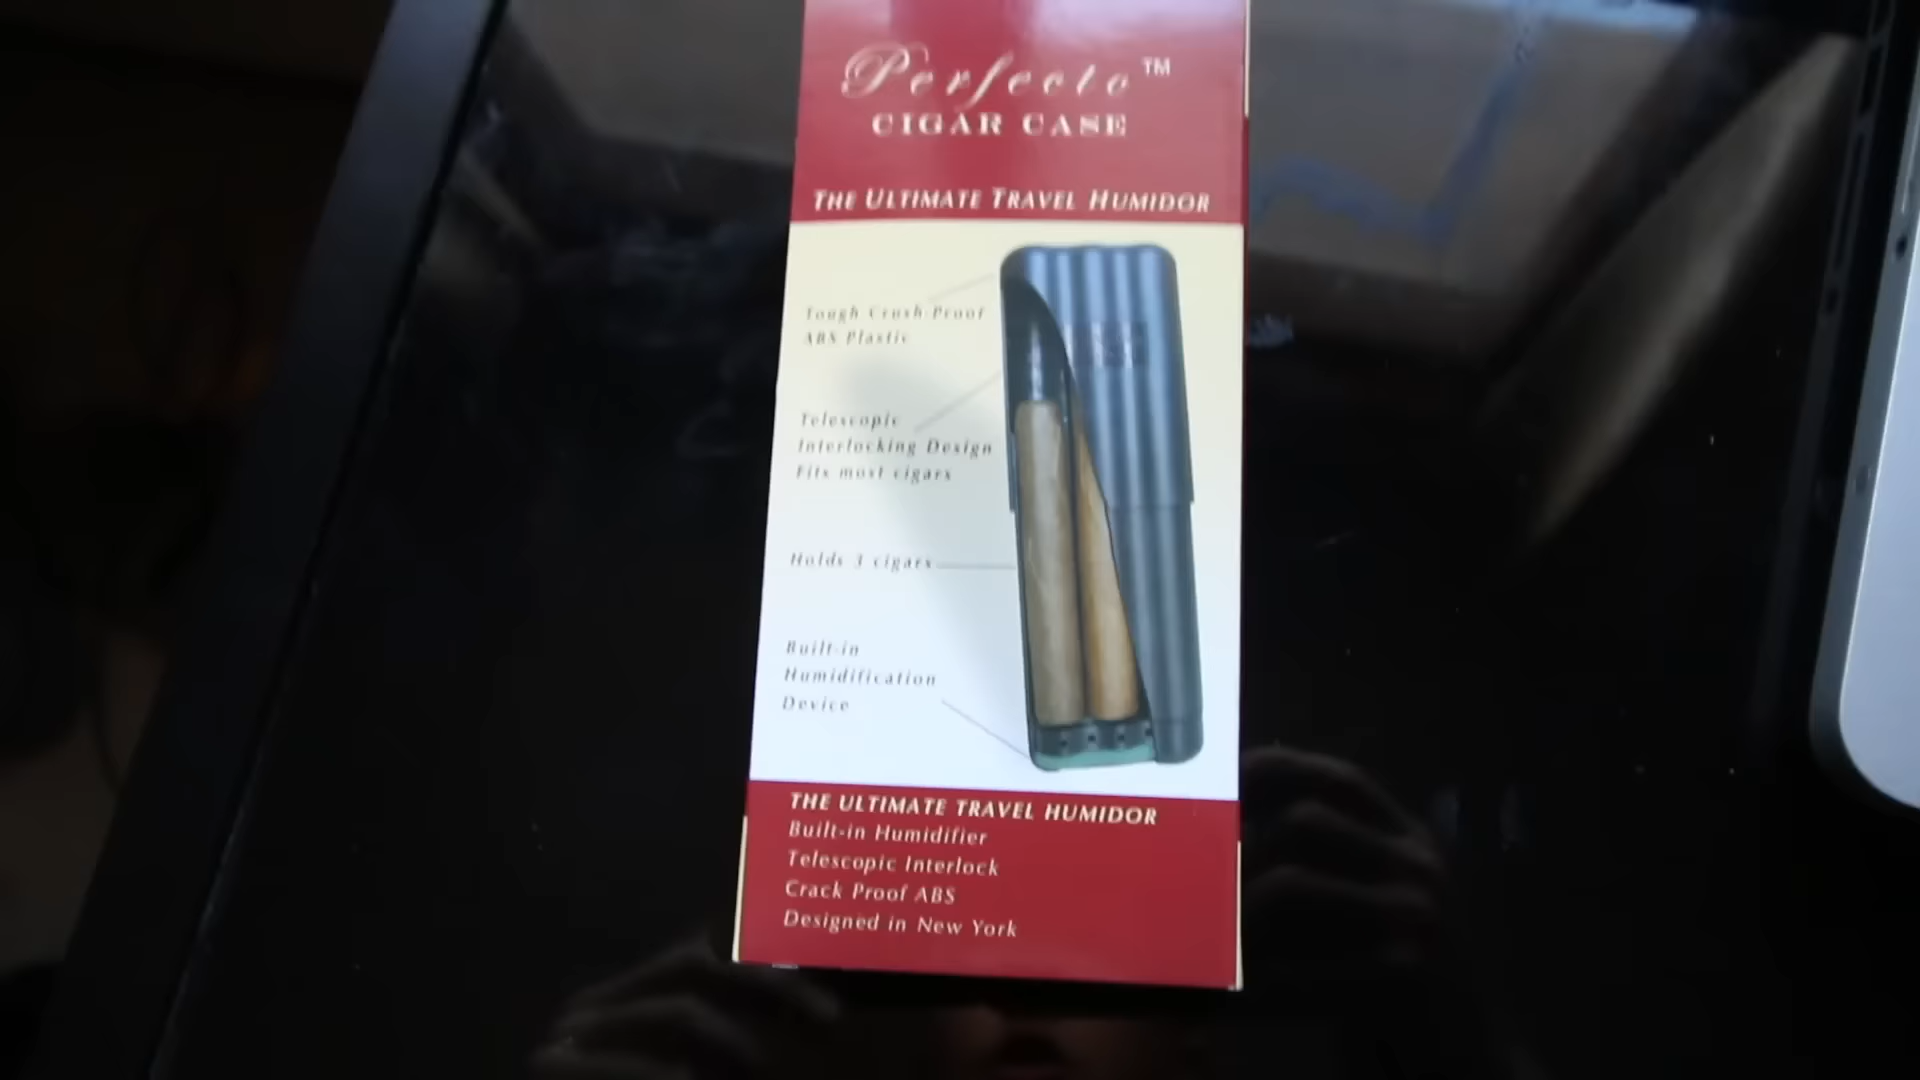 Perfecto™
CIGAR CASE
THE ULTIMATE TRAVEL HUMIDOR
Tough Crush-Proof
ABS Plastic
Telescopic
Interlocking Design
Fits most cigars
Holds 3 cigars
Built-in
Humidification
Device
THE ULTIMATE TRAVEL HUMIDOR
Built-in Humidifier
Telescopic Interlock
Crack Proof ABS
Designed in New York